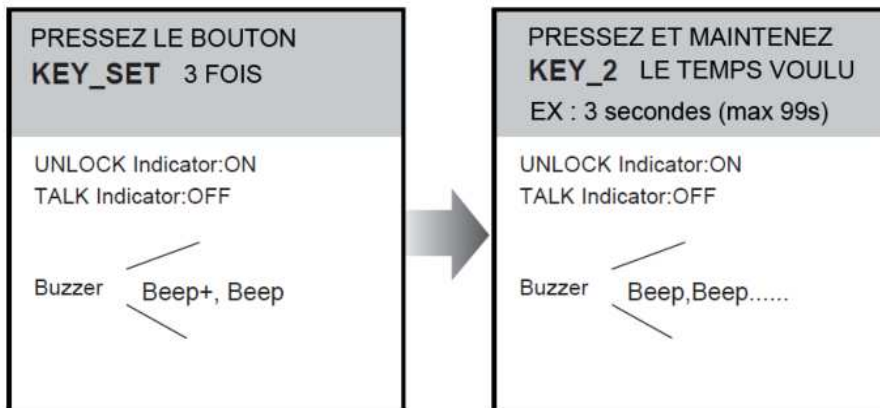 PRESSEZ LE BOUTON
KEY_SET 3 FOIS
UNLOCK Indicator:ON
TALK Indicator:OFF
Buzzer Beep+, Beep
PRESSEZ ET MAINTENEZ
KEY_2 LE TEMPS VOULU
EX : 3 secondes (max 99s)
UNLOCK Indicator:ON
TALK Indicator:OFF
Buzzer Beep,Beep......